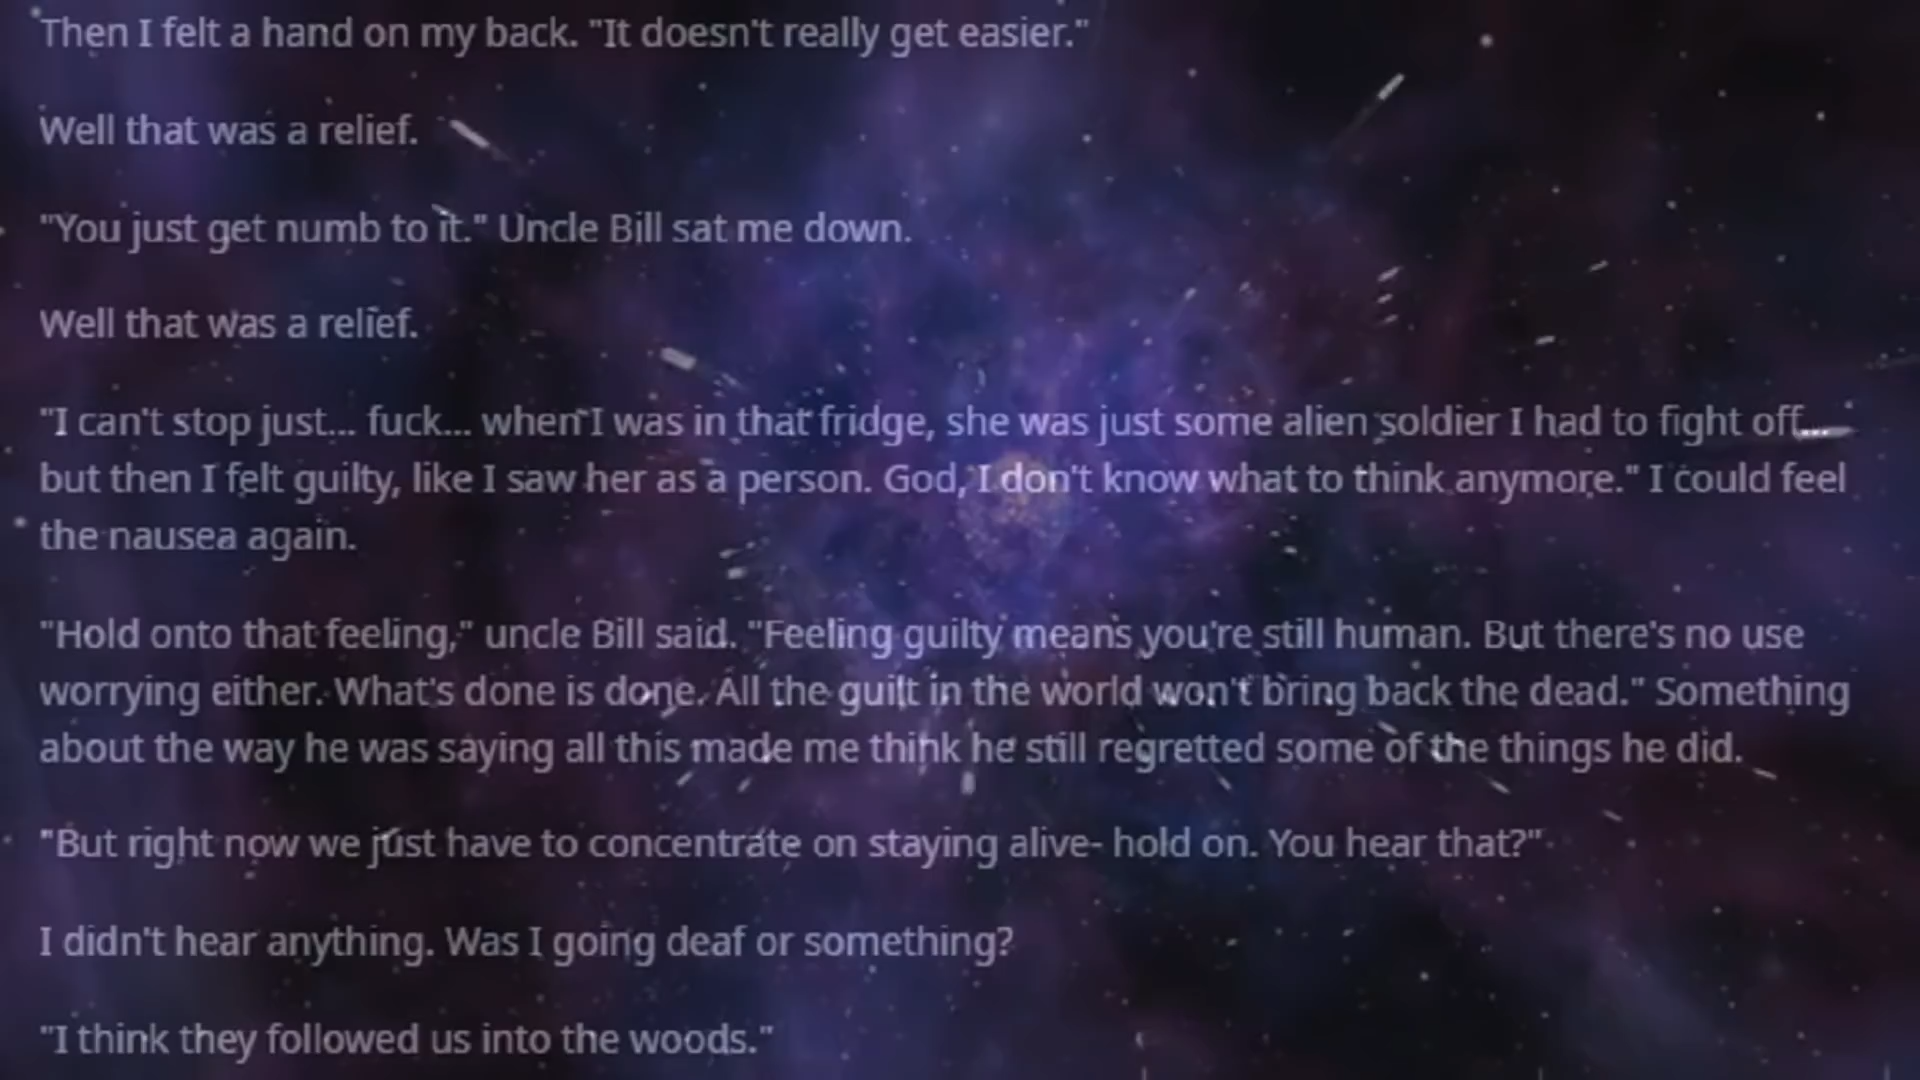 Then I felt a hand on my back. "It doesn't really get easier."
Well that was a relief.
"You just get numb to it." Uncle Bill sat me down.
Well that was a relief.
"I can't stop just... fuck... when I was in that fridge, she was just some alien soldier I had to fight off...
but then I felt guilty, like I saw her as a person. God, I don't know what to think anymore." I could feel
the nausea again.
"Hold onto that feeling," uncle Bill said. "Feeling guilty means you're still human. But there's no use
worrying either. What's done is done. All the guilt in the world won't bring back the dead." Something
about the way he was saying all this made me think he still regretted some of the things he did.
"But right now we just have to concentrate on staying alive- hold on. You hear that?"
I didn't hear anything. Was I going deaf or something?
"I think they followed us into the woods."